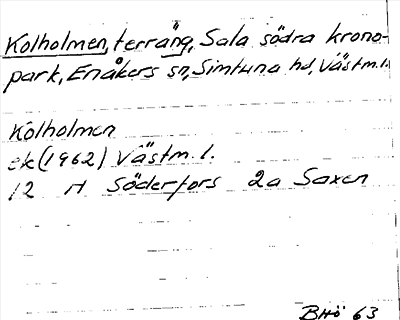 Kolholmen, terräng, Sala södra krono-
park, Enåkers sn, Simtuna hd, Västm.l.
Kolholmen
ek (1962) Västm. l.
12 H Söderfors 2a Saxen
BHö 63